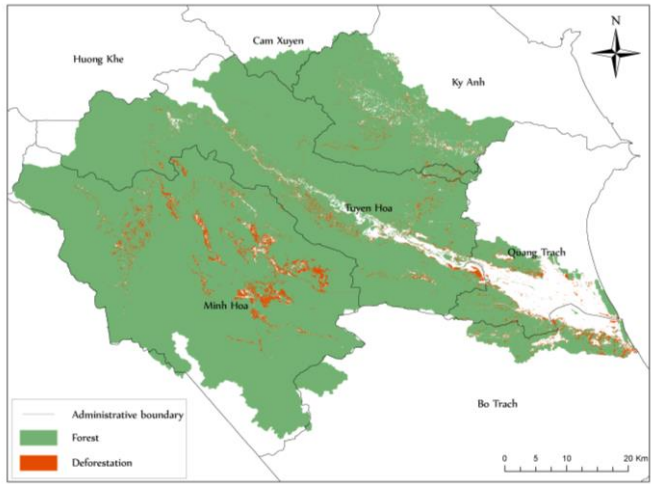 N
Cam Xuyen
Huong Khe
Ky Anh
Tuyen Hoa
Quang Trach
Minh Hoa
Bo Trach
Administrative boundary
Forest
Deforestation
0 5 10 20 Km